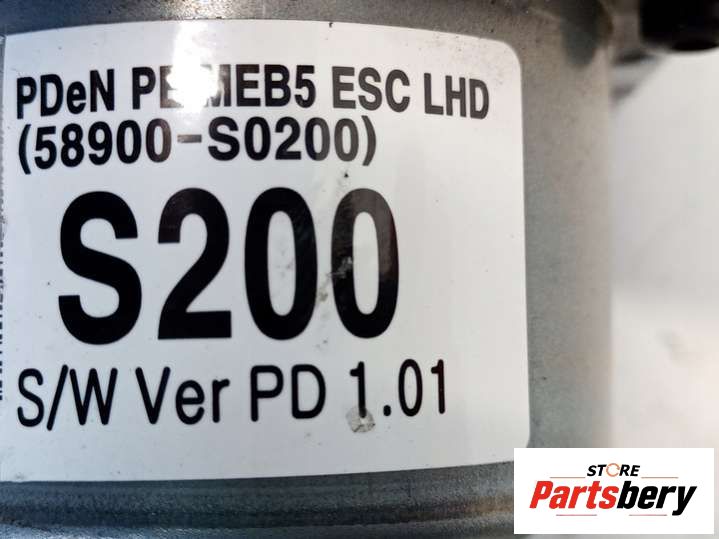 PDeN PE MEB5 ESC LHD
(58900-S0200)
S200
S/W Ver PD 1.01
STORE
Partsbery